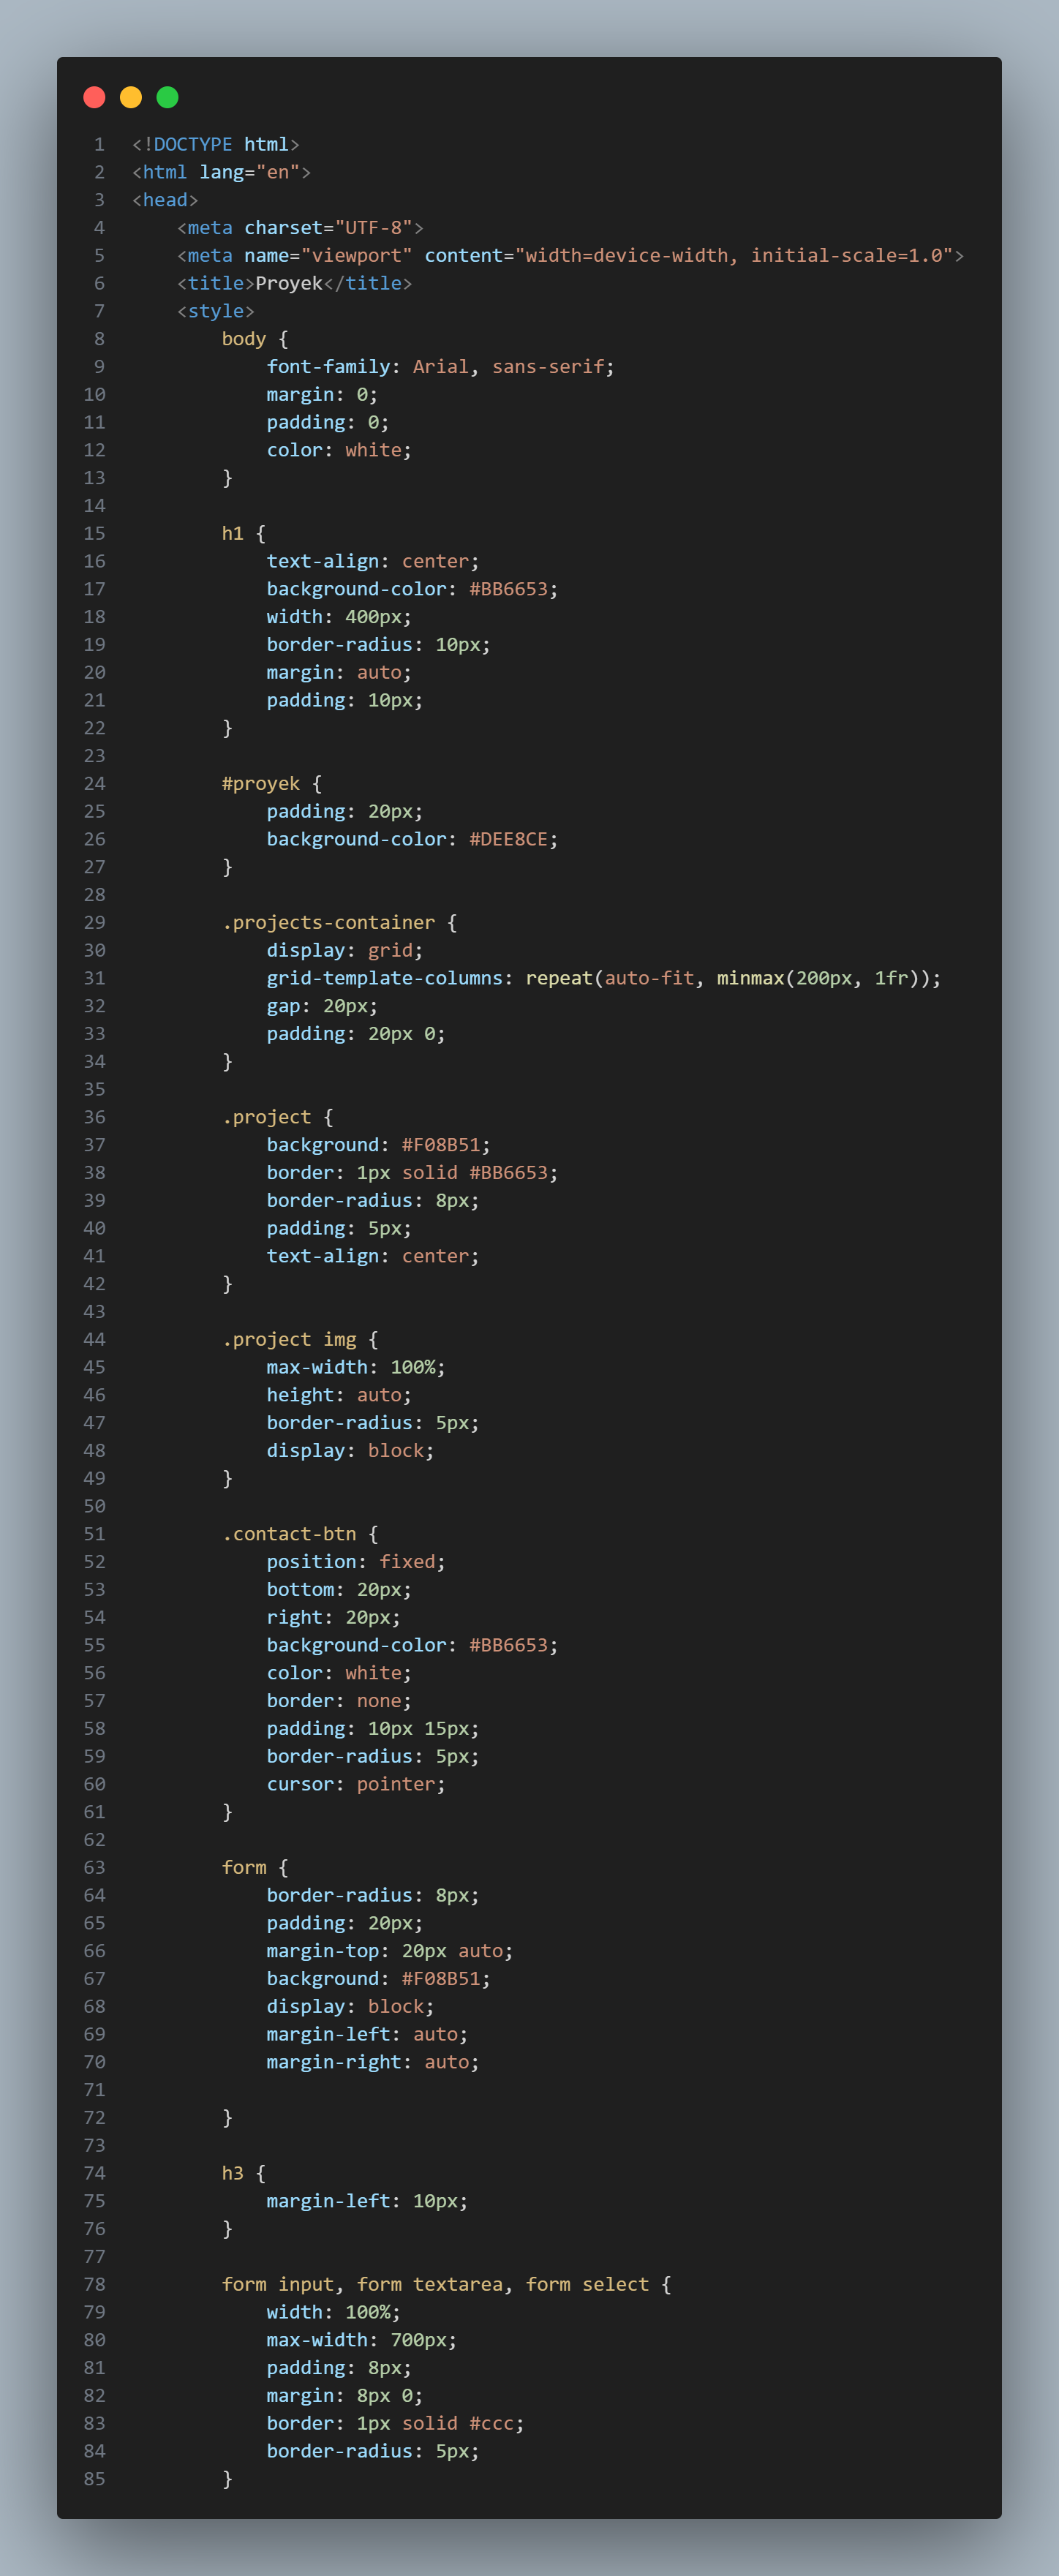 1 <!DOCTYPE html>
2 <html lang="en">
3 <head>
4     <meta charset="UTF-8">
5     <meta name="viewport" content="width=device-width, initial-scale=1.0">
6     <title>Proyek</title>
7     <style>
8         body {
9             font-family: Arial, sans-serif;
10             margin: 0;
11             padding: 0;
12             color: white;
13         }
14
15         h1 {
16             text-align: center;
17             background-color: #BB6653;
18             width: 400px;
19             border-radius: 10px;
20             margin: auto;
21             padding: 10px;
22         }
23
24         #proyek {
25             padding: 20px;
26             background-color: #DEE8CE;
27         }
28
29         .projects-container {
30             display: grid;
31             grid-template-columns: repeat(auto-fit, minmax(200px, 1fr));
32             gap: 20px;
33             padding: 20px 0;
34         }
35
36         .project {
37             background: #F08B51;
38             border: 1px solid #BB6653;
39             border-radius: 8px;
40             padding: 5px;
41             text-align: center;
42         }
43
44         .project img {
45             max-width: 100%;
46             height: auto;
47             border-radius: 5px;
48             display: block;
49         }
50
51         .contact-btn {
52             position: fixed;
53             bottom: 20px;
54             right: 20px;
55             background-color: #BB6653;
56             color: white;
57             border: none;
58             padding: 10px 15px;
59             border-radius: 5px;
60             cursor: pointer;
61         }
62
63         form {
64             border-radius: 8px;
65             padding: 20px;
66             margin-top: 20px auto;
67             background: #F08B51;
68             display: block;
69             margin-left: auto;
70             margin-right: auto;
71
72         }
73
74         h3 {
75             margin-left: 10px;
76         }
77
78         form input, form textarea, form select {
79             width: 100%;
80             max-width: 700px;
81             padding: 8px;
82             margin: 8px 0;
83             border: 1px solid #ccc;
84             border-radius: 5px;
85         }